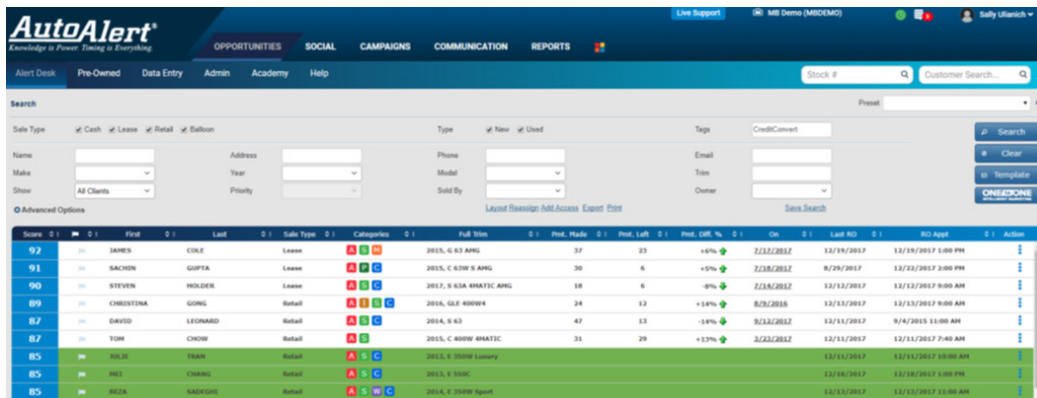 Live Support MB Demo (MBDEMO) Sally Ulianich
AutoAlert®
Knowledge is Power. Timing is Everything.
OPPORTUNITIES SOCIAL CAMPAIGNS COMMUNICATION REPORTS
Alert Desk Pre-Owned Data Entry Admin Academy Help Stock # Customer Search...
Search Preset
Sale Type Cash Lease Retail Balloon Type New Used Tags CreditConvert Search
Name Address Phone Email Clear
Make Year Model Trim Template
Show All Clients Priority Sold By Owner ONE TO ONE
INTELLIGENT MARKETING
Advanced Options Layout Reassign Add Access Export Print Save Search
Score First Last Sale Type Categories Full Trim Pmt. Made Pmt. Left Pmt. Diff. % On Last RO RO Appt Action
92 JAMES COLE Lease A S M 2015, G 63 AMG 37 23 +6% 7/17/2017 12/19/2017 12/19/2017 1:00 PM
91 SACHIN GUPTA Lease A P C 2015, C 63W S AMG 30 6 +5% 7/18/2017 8/29/2017 12/22/2017 2:00 PM
90 STEVEN HOLDER Lease A S C 2017, S 63A 4MATIC AMG 18 6 -8% 7/14/2017 12/12/2017 12/12/2017 9:00 AM
89 CHRISTINA GONG Retail A I S C 2016, GLE 400W4 24 12 +14% 8/9/2016 12/13/2017 12/13/2017 9:00 AM
87 DAVID LEONARD Retail A S C 2014, S 63 47 13 -14% 9/12/2017 12/11/2017 9/4/2015 11:00 AM
87 TOM CHOW Retail A S 2015, C 400W 4MATIC 31 29 +13% 3/23/2017 12/11/2017 12/11/2017 7:40 AM
85 JULIE TRAN Retail A S C 2013, E 350W Luxury 12/11/2017 12/11/2017 10:00 AM
85 MEI CHANG Retail A S C 2013, E 550C 12/18/2017 12/18/2017 1:00 PM
85 REZA SADEGHI Retail A S W C 2014, E 350W Sport 12/13/2017 12/13/2017 11:00 AM